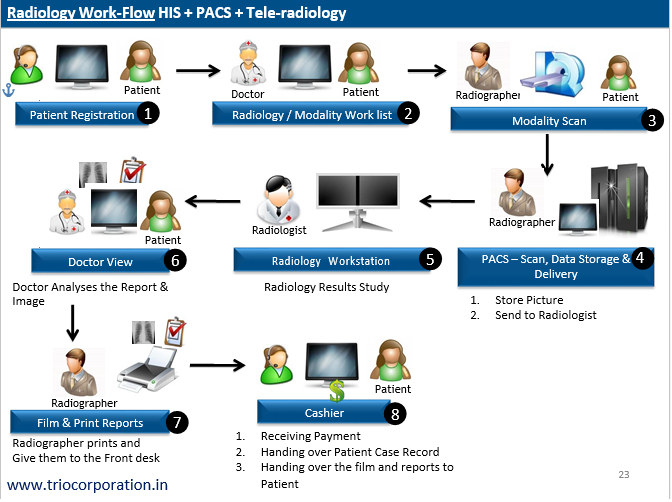 Radiology Work-Flow HIS + PACS + Tele-radiology
Patient
Patient Registration 1
Doctor
Patient
Radiology / Modality Work list 2
Radiographer
Patient
Modality Scan 3
Radiographer
PACS – Scan, Data Storage & Delivery 4
1. Store Picture
2. Send to Radiologist
Radiologist
Radiology Workstation 5
Radiology Results Study
Patient
Doctor View 6
Doctor Analyses the Report &
Image
Radiographer
Film & Print Reports 7
Radiographer prints and
Give them to the Front desk
Patient
Cashier 8
1. Receiving Payment
2. Handing over Patient Case Record
3. Handing over the film and reports to
Patient
23
www.triocorporation.in